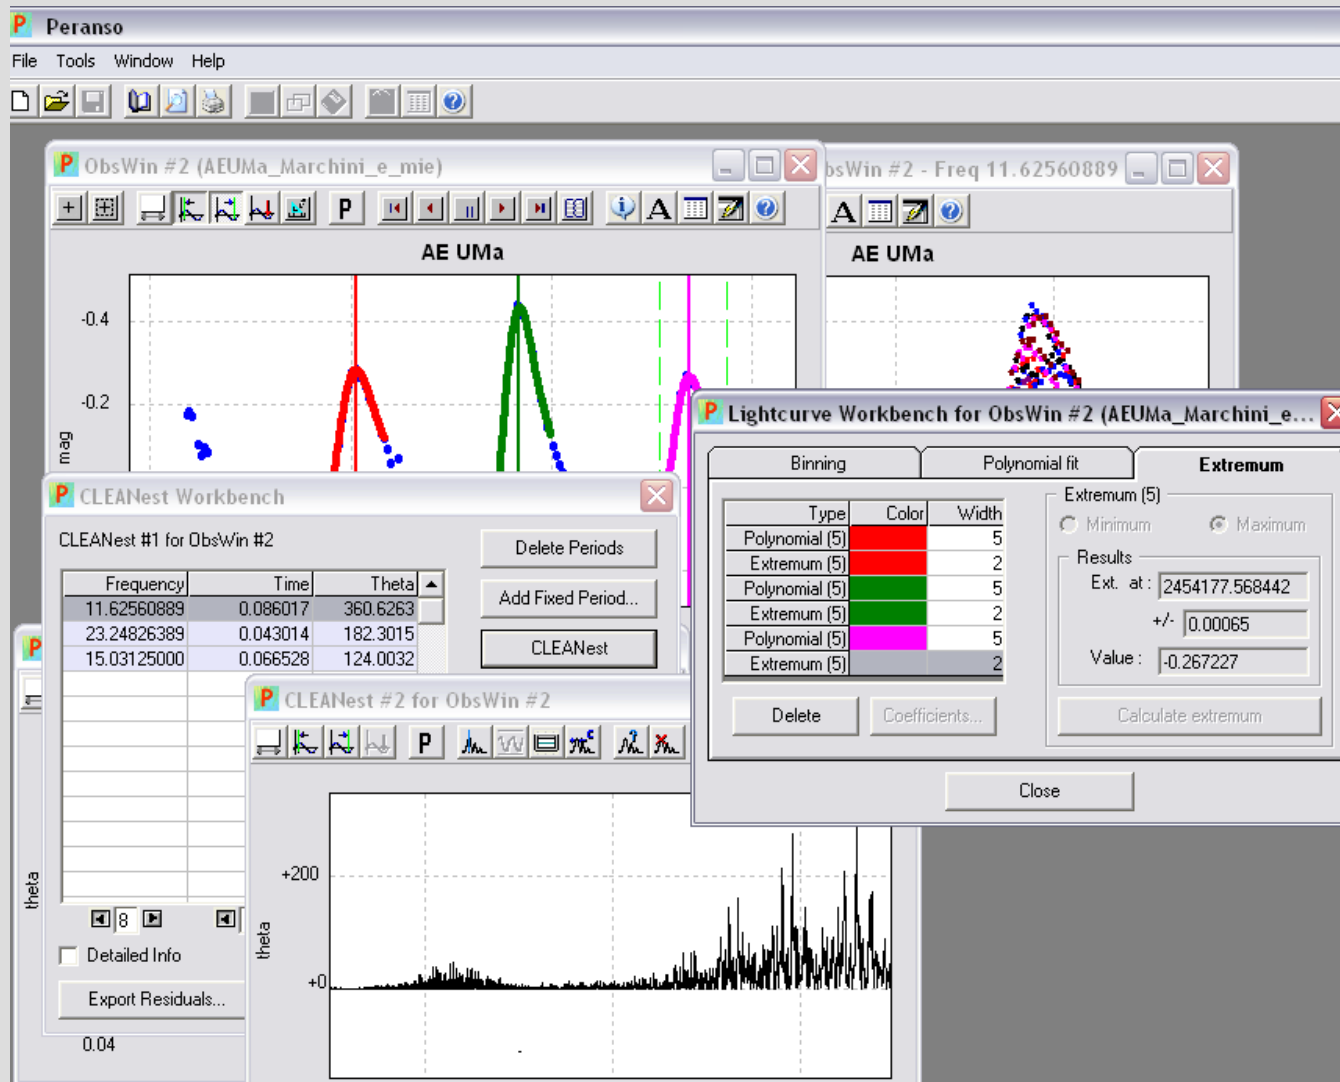 Peranso
File Tools Window Help
ObsWin #2 (AEUMa_Marchini_e_mie)
bsWin #2 - Freq 11.62560889
P
A
A
AE UMa
AE UMa
-0.4
-0.2
mag
Lightcurve Workbench for ObsWin #2 (AEUMa_Marchini_e...
Binning Polynomial fit Extremum
Type Color Width
Polynomial (5) 5
Extremum (5) 2
Polynomial (5) 5
Extremum (5) 2
Polynomial (5) 5
Extremum (5) 2
Delete Coefficients...
Extremum (5)
Minimum Maximum
Results
Ext. at : 2454177.568442
+/- 0.00065
Value : -0.267227
Calculate extremum
Close
CLEANest Workbench
CLEANest #1 for ObsWin #2
Frequency Time Theta
11.62560889 0.086017 360.6263
23.24826389 0.043014 182.3015
15.03125000 0.066528 124.0032
Delete Periods
Add Fixed Period...
CLEANest
8
Detailed Info
Export Residuals...
theta
0.04
CLEANest #2 for ObsWin #2
P
+200
+0
theta